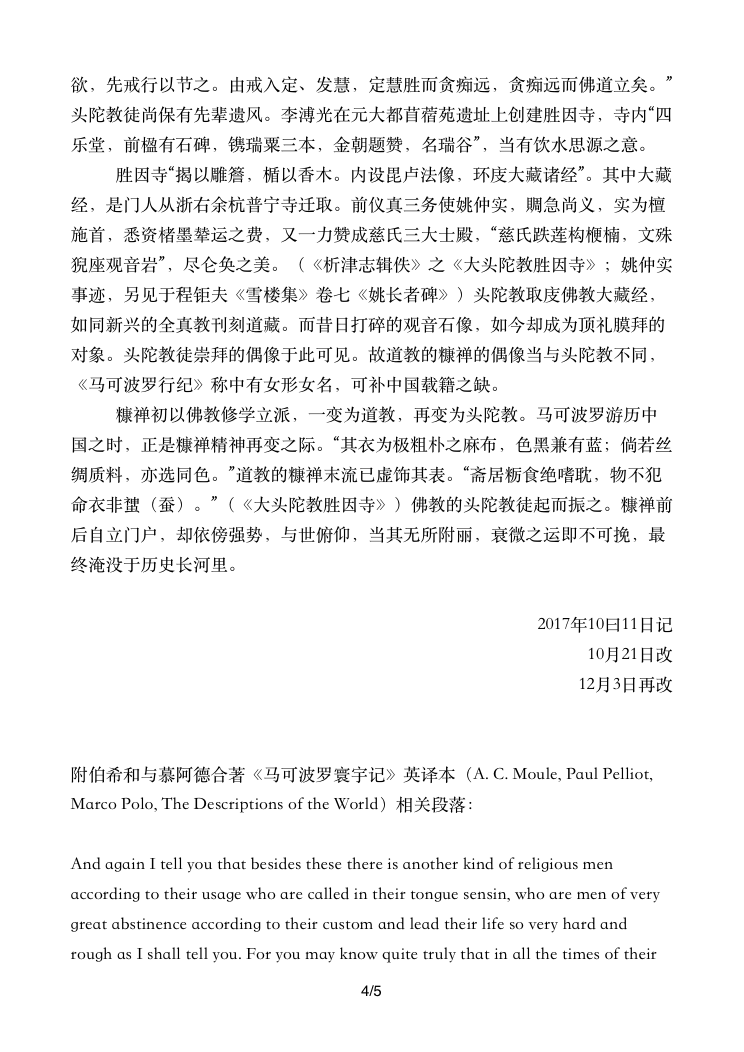 欲，先戒行以节之。由戒入定、发慧，定慧胜而贪痴远，贪痴远而佛道立矣。”
头陀教徒尚保有先辈遗风。李溥光在元大都苜蓿苑遗址上创建胜因寺，寺内“四
乐堂，前楹有石碑，镌瑞粟三本，金朝题赞，名瑞谷”，当有饮水思源之意。
胜因寺“揭以雕簷，楯以香木。内设毘卢法像，环庋大藏诸经”。其中大藏
经，是门人从浙右余杭普宁寺迁取。前仪真三务使姚仲实，賙急尚义，实为檀
施首，悉资楮墨辇运之费，又一力赞成慈氏三大士殿，“慈氏跌莲构楩楠，文殊
猊座观音岩”，尽仑奂之美。（《析津志辑佚》之《大头陀教胜因寺》；姚仲实
事迹，另见于程钜夫《雪楼集》卷七《姚长者碑》）头陀教取庋佛教大藏经，
如同新兴的全真教刊刻道藏。而昔日打碎的观音石像，如今却成为顶礼膜拜的
对象。头陀教徒崇拜的偶像于此可见。故道教的糠禅的偶像当与头陀教不同，
《马可波罗行纪》称中有女形女名，可补中国载籍之缺。
糠禅初以佛教修学立派，一变为道教，再变为头陀教。马可波罗游历中
国之时，正是糠禅精神再变之际。“其衣为极粗朴之麻布，色黑兼有蓝；倘若丝
绸质料，亦选同色。”道教的糠禅末流已虚饰其表。“斋居粝食绝嗜耽，物不犯
命衣非蜸（蚕）。”（《大头陀教胜因寺》）佛教的头陀教徒起而振之。糠禅前
后自立门户，却依傍强势，与世俯仰，当其无所附丽，衰微之运即不可挽，最
终淹没于历史长河里。
2017年10曰11日记
10月21日改
12月3日再改
附伯希和与慕阿德合著《马可波罗寰宇记》英译本（A. C. Moule, Paul Pelliot,
Marco Polo, The Descriptions of the World）相关段落：
And again I tell you that besides these there is another kind of religious men
according to their usage who are called in their tongue sensin, who are men of very
great abstinence according to their custom and lead their life so very hard and
rough as I shall tell you. For you may know quite truly that in all the times of their
4/5